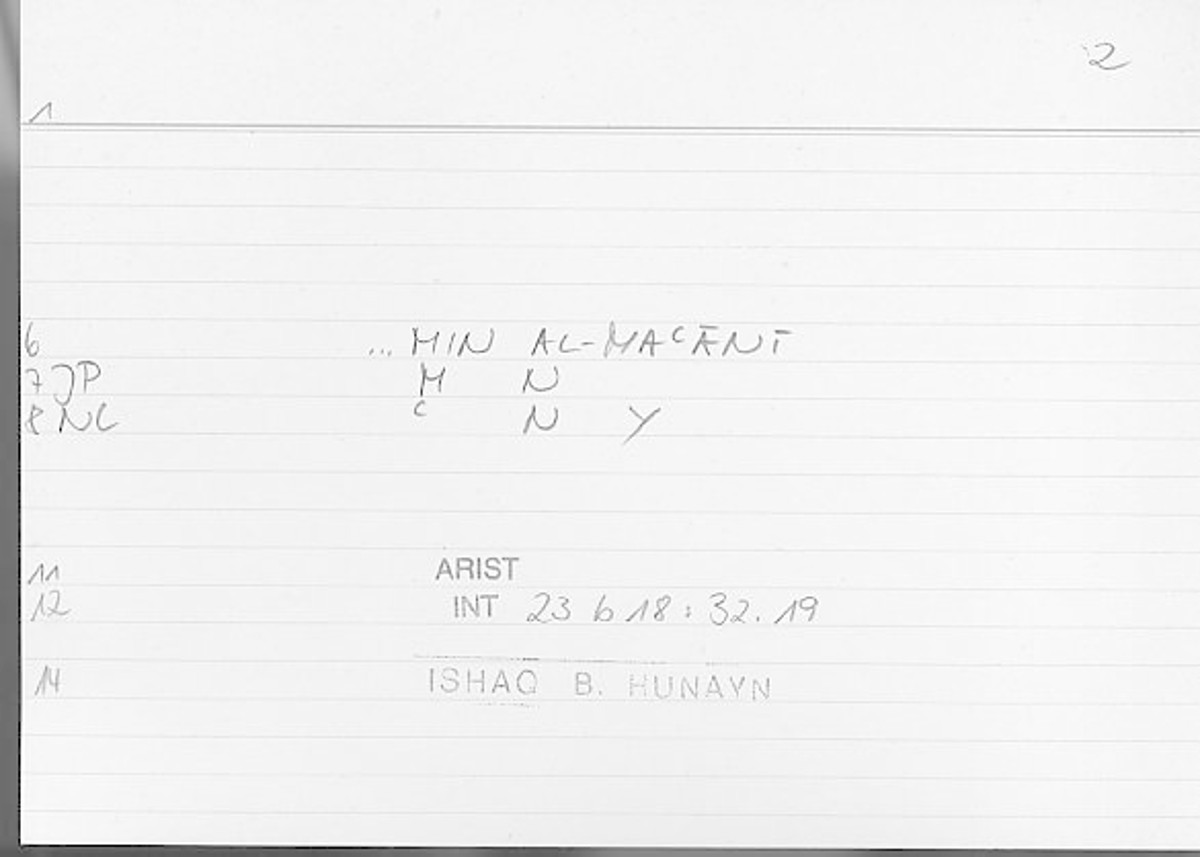 2
1
6 ... MIN AL-MAʿĀNĪ
7 JP M N
8 NC ʿ N Y
11 ARIST
12 INT 23 b 18 : 32.19
14 ISHAQ B. HUNAYN